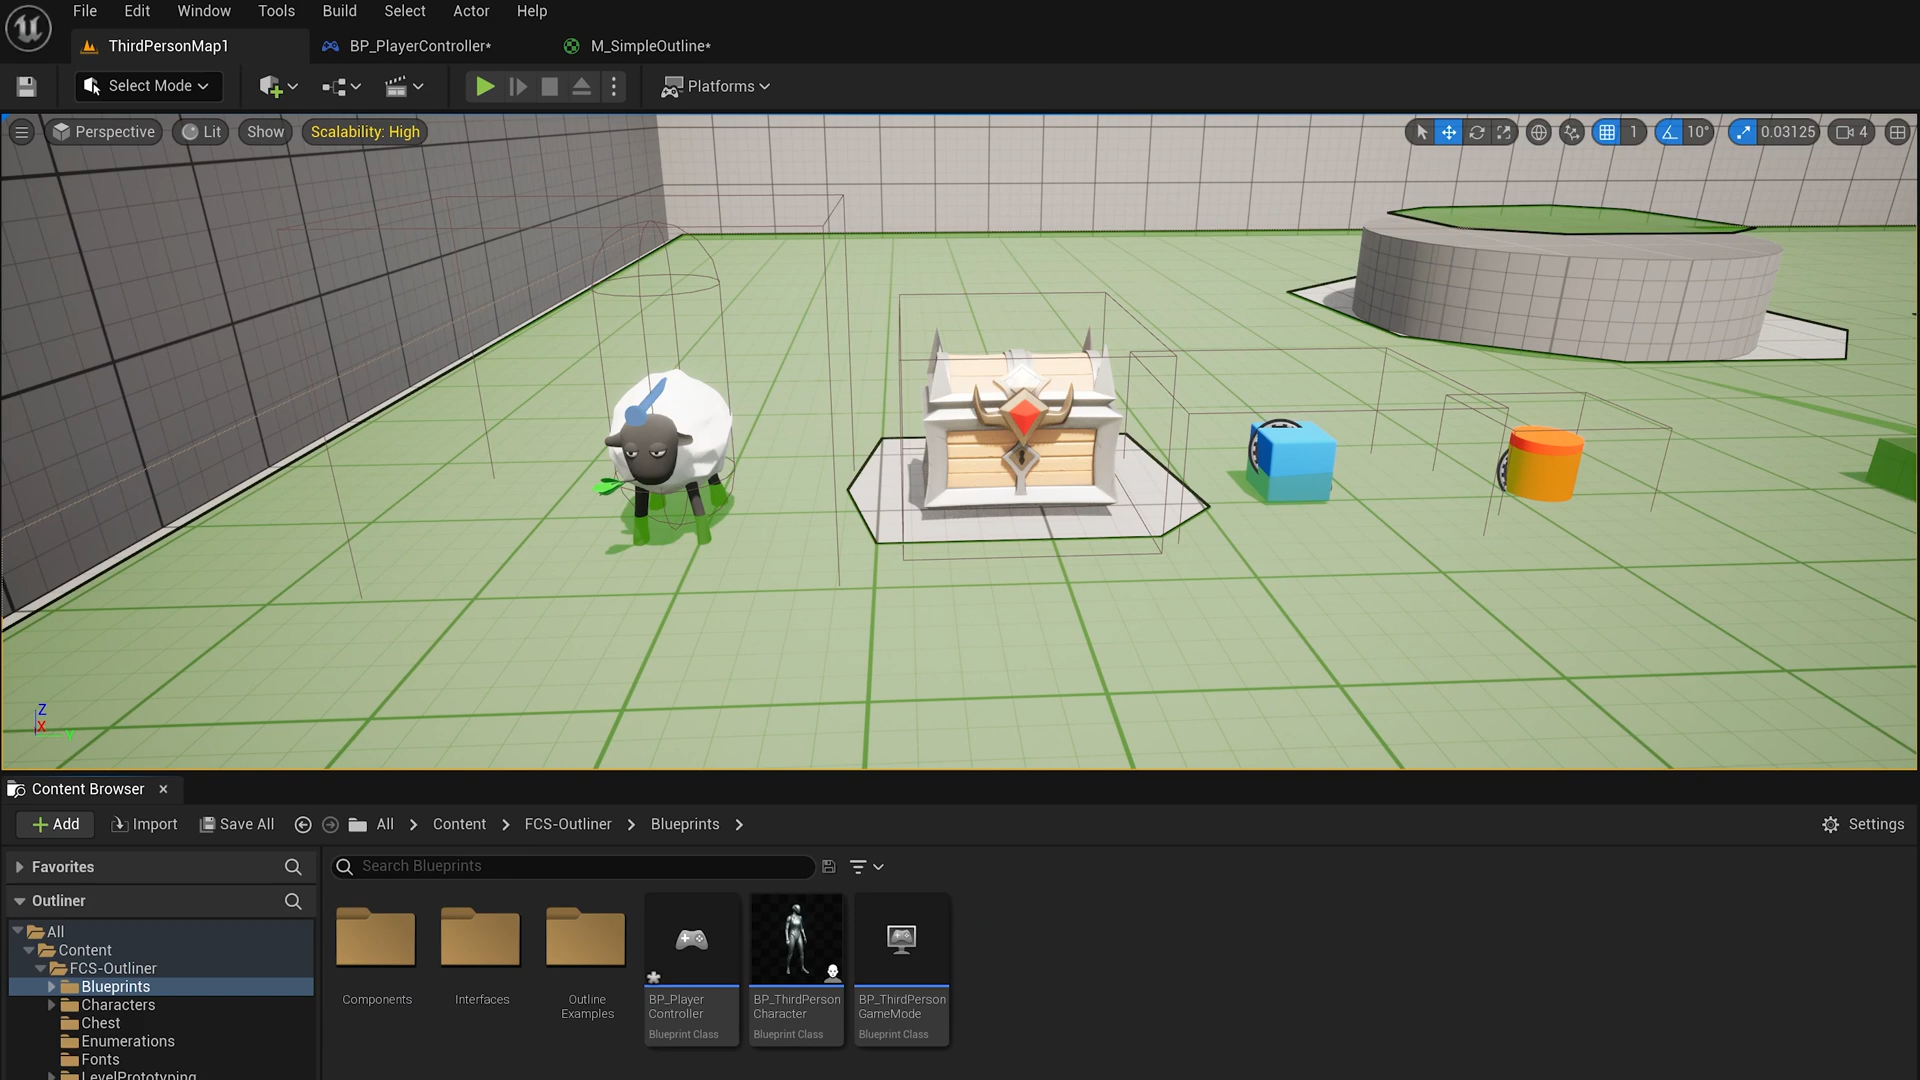 File Edit Window Tools Build Select Actor Help
ThirdPersonMap1 BP_PlayerController* M_SimpleOutline*
Select Mode Platforms
Perspective Lit Show Scalability: High 1 10° 0.03125 4
Z
X
Y
Content Browser
Add Import Save All All Content FCS-Outliner Blueprints Settings
Favorites Search Blueprints
Outliner
All
Content
FCS-Outliner
Blueprints
Characters
Chest
Enumerations
Fonts
LevelPrototyping
Components Interfaces Outline Examples
BP_Player Controller
Blueprint Class
BP_ThirdPerson Character
Blueprint Class
BP_ThirdPerson GameMode
Blueprint Class